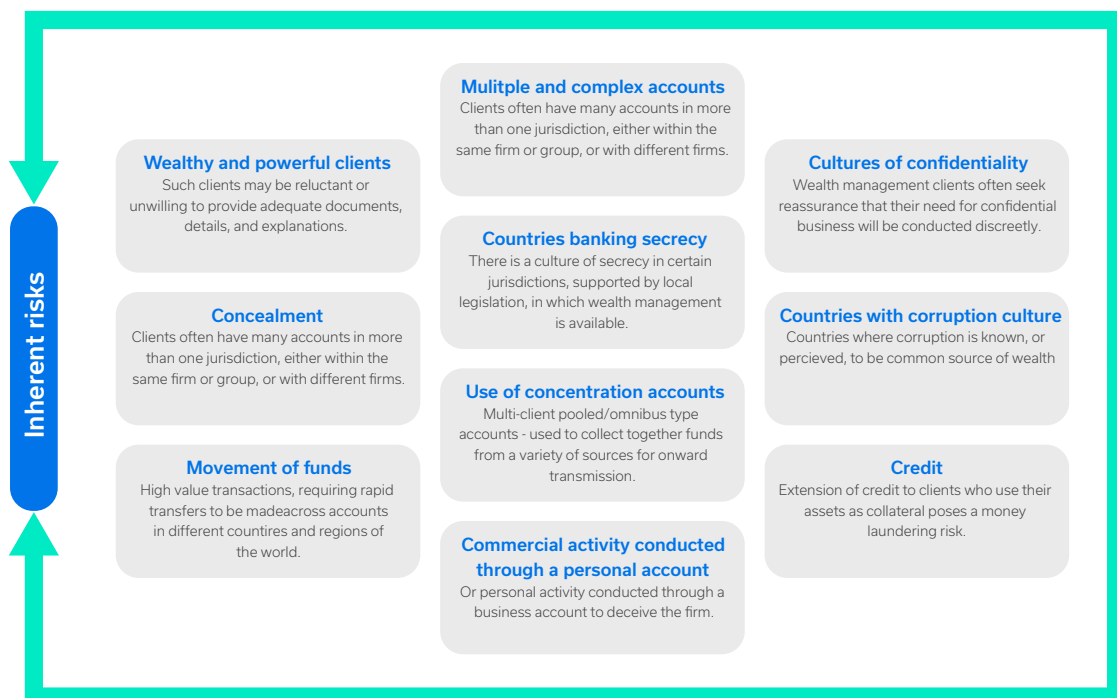 Inherent risks
Wealthy and powerful clients
Such clients may be reluctant or
unwilling to provide adequate documents,
details, and explanations.
Concealment
Clients often have many accounts in more
than one jurisdiction, either within the
same firm or group, or with different firms.
Movement of funds
High value transactions, requiring rapid
transfers to be madeacross accounts
in different countires and regions of
the world.
Mulitple and complex accounts
Clients often have many accounts in more
than one jurisdiction, either within the
same firm or group, or with different firms.
Countries banking secrecy
There is a culture of secrecy in certain
jurisdictions, supported by local
legislation, in which wealth management
is available.
Use of concentration accounts
Multi-client pooled/omnibus type
accounts - used to collect together funds
from a variety of sources for onward
transmission.
Commercial activity conducted
through a personal account
Or personal activity conducted through a
business account to deceive the firm.
Cultures of confidentiality
Wealth management clients often seek
reassurance that their need for confidential
business will be conducted discreetly.
Countries with corruption culture
Countries where corruption is known, or
percieved, to be common source of wealth
Credit
Extension of credit to clients who use their
assets as collateral poses a money
laundering risk.